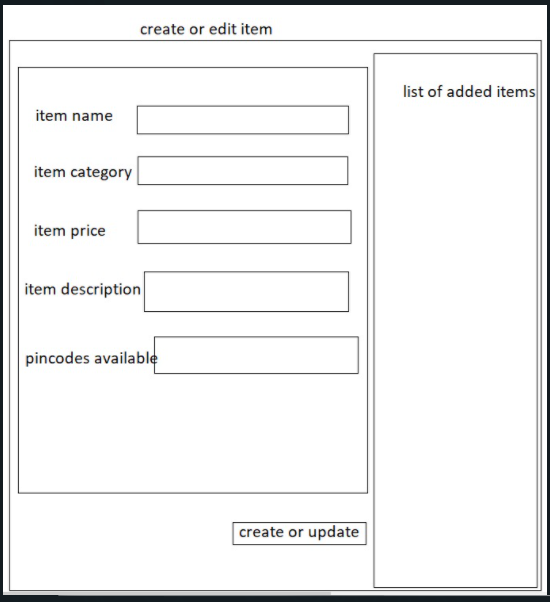 create or edit item
list of added items
item name
item category
item price
item description
pincodes available
create or update